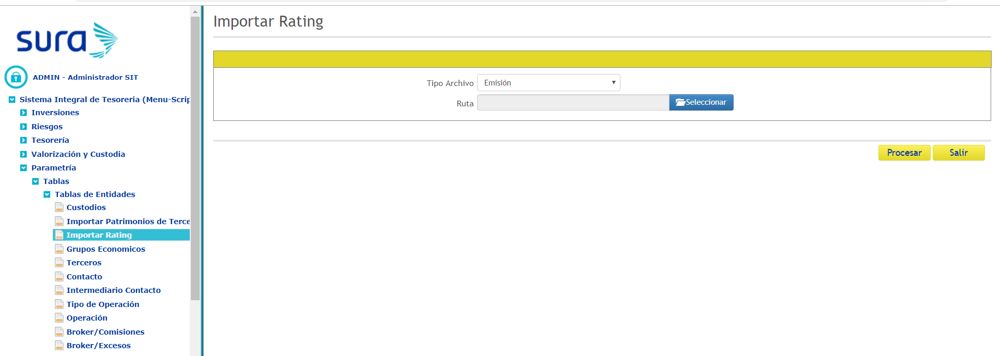 sura
ADMIN - Administrador SIT
Sistema Integral de Tesoreria (Menu-Scrip
Inversiones
Riesgos
Tesorería
Valorización y Custodia
Parametría
Tablas
Tablas de Entidades
Custodios
Importar Patrimonios de Terce
Importar Rating
Grupos Economicos
Terceros
Contacto
Intermediario Contacto
Tipo de Operación
Operación
Broker/Comisiones
Broker/Excesos
Importar Rating
Tipo Archivo Emisión
Ruta Seleccionar
Procesar Salir